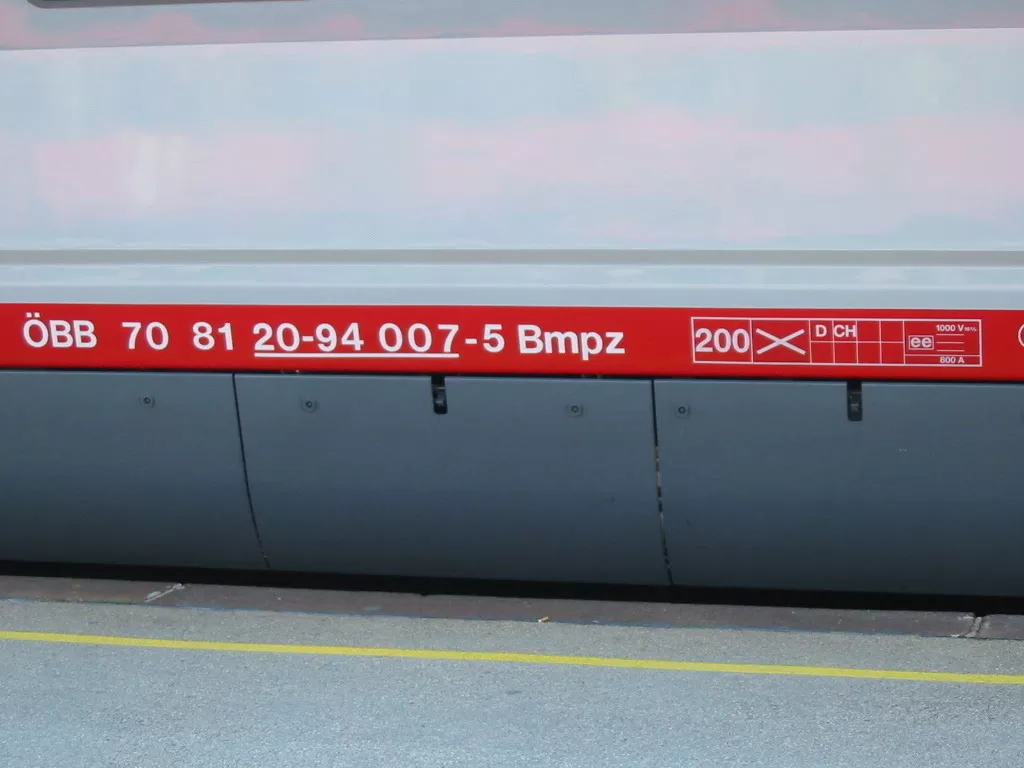 ÖBB 70 81 20-94 007-5 Bmpz
200 D CH ee 1000 V
800 A